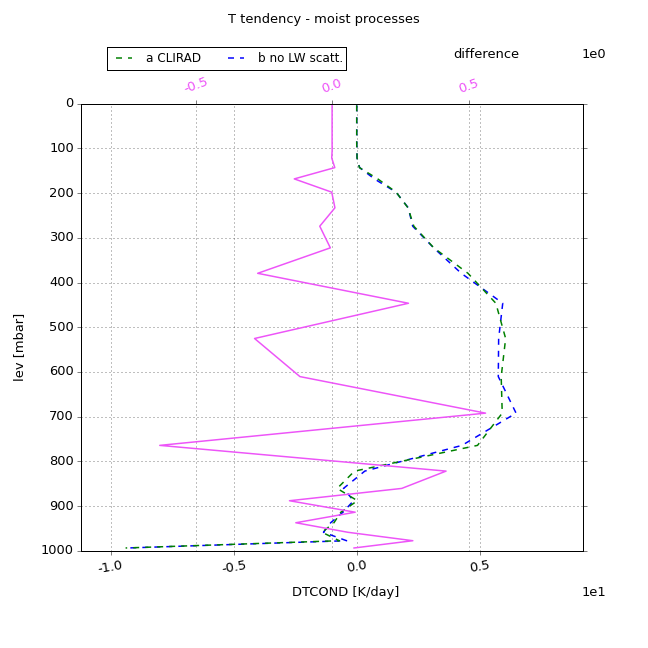 T tendency - moist processes
a CLIRAD b no LW scatt. difference 1e0
-0.5 0.0 0.5
0
100
200
300
400
500
600
700
800
900
1000
lev [mbar]
-1.0 -0.5 0.0 0.5
DTCOND [K/day] 1e1